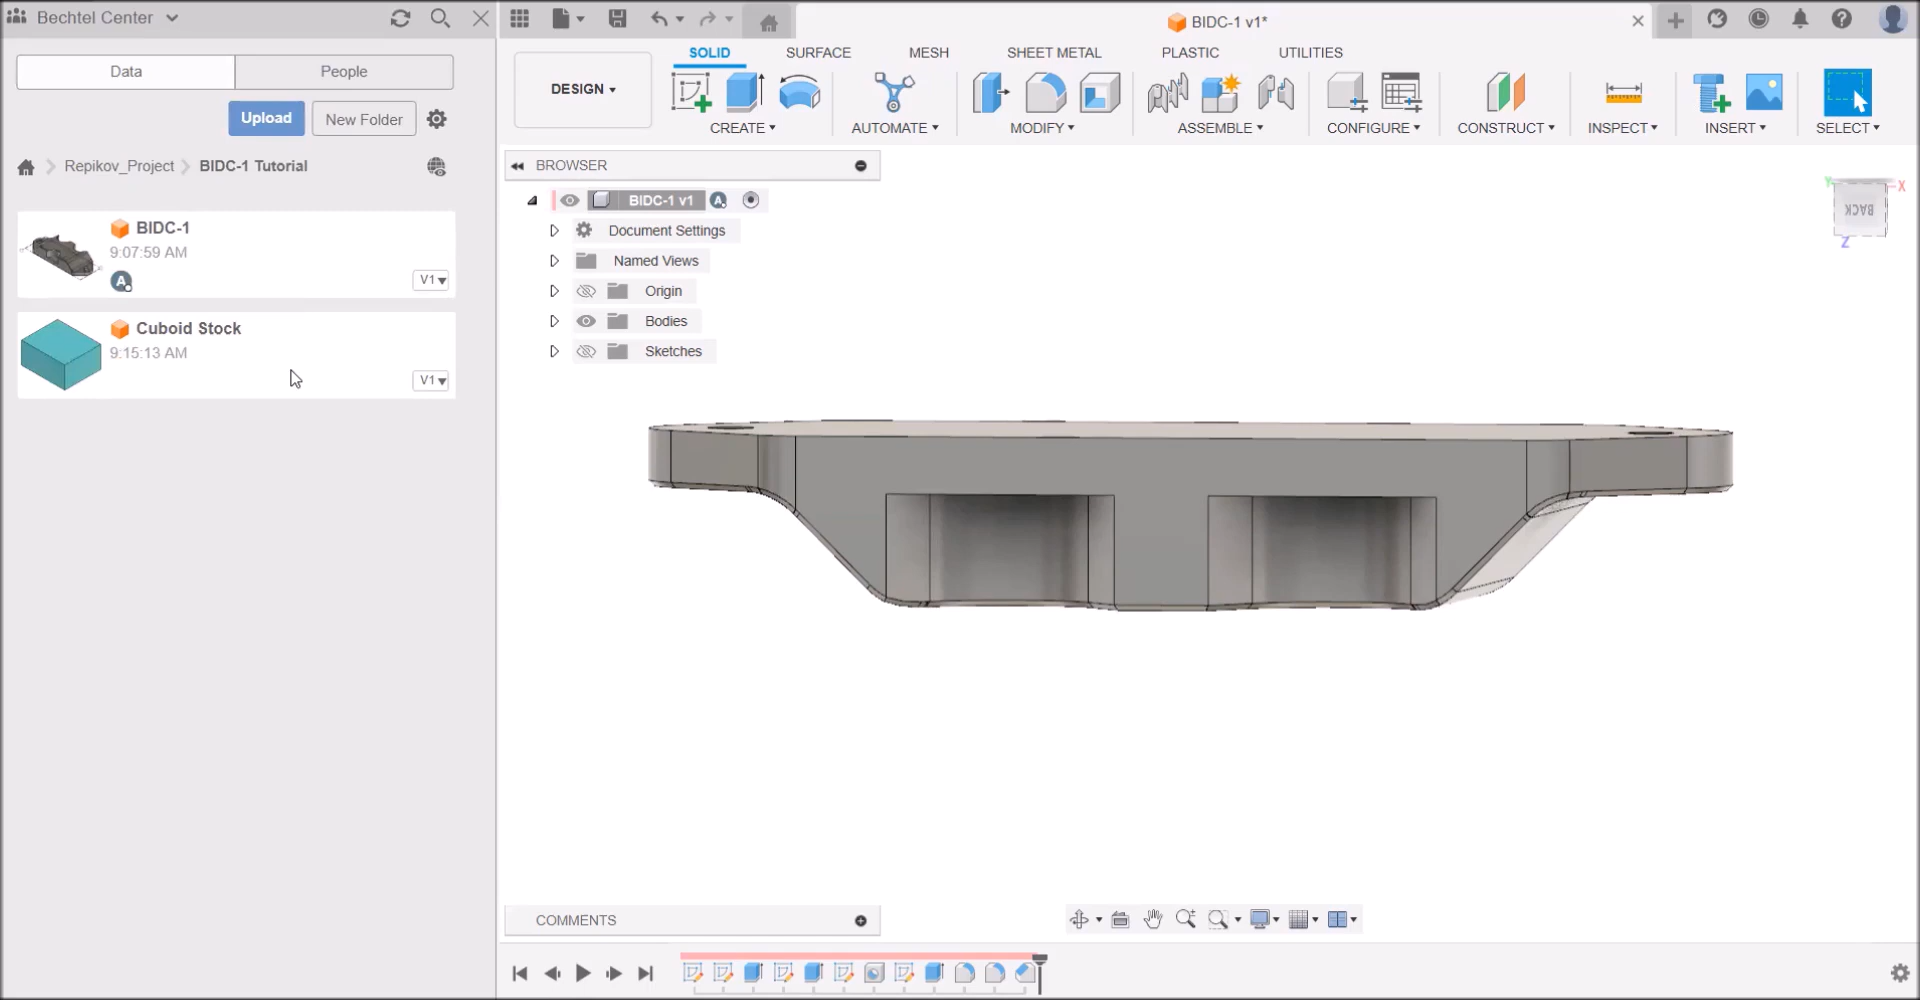 Bechtel Center
BIDC-1 v1*
Data People
Upload New Folder
Repikov_Project BIDC-1 Tutorial
BIDC-1
9:07:59 AM
A
V1
Cuboid Stock
9:15:13 AM
V1
DESIGN
SOLID SURFACE MESH SHEET METAL PLASTIC UTILITIES
CREATE AUTOMATE MODIFY ASSEMBLE CONFIGURE CONSTRUCT INSPECT INSERT SELECT
BROWSER
BIDC-1 v1 A
Document Settings
Named Views
Origin
Bodies
Sketches
Y X
BACK
Z
COMMENTS